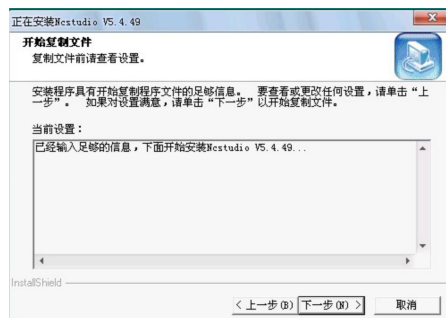 正在安装Ncstudio V5.4.49
开始复制文件
复制文件前请查看设置。
安装程序具有开始复制程序文件的足够信息。 要查看或更改任何设置，请单击“上
一步”。 如果对设置满意，请单击“下一步”以开始复制文件。
当前设置：
已经输入足够的信息，下面开始安装Ncstudio V5.4.49...
InstallShield
< 上一步(B) 下一步(N) > 取消